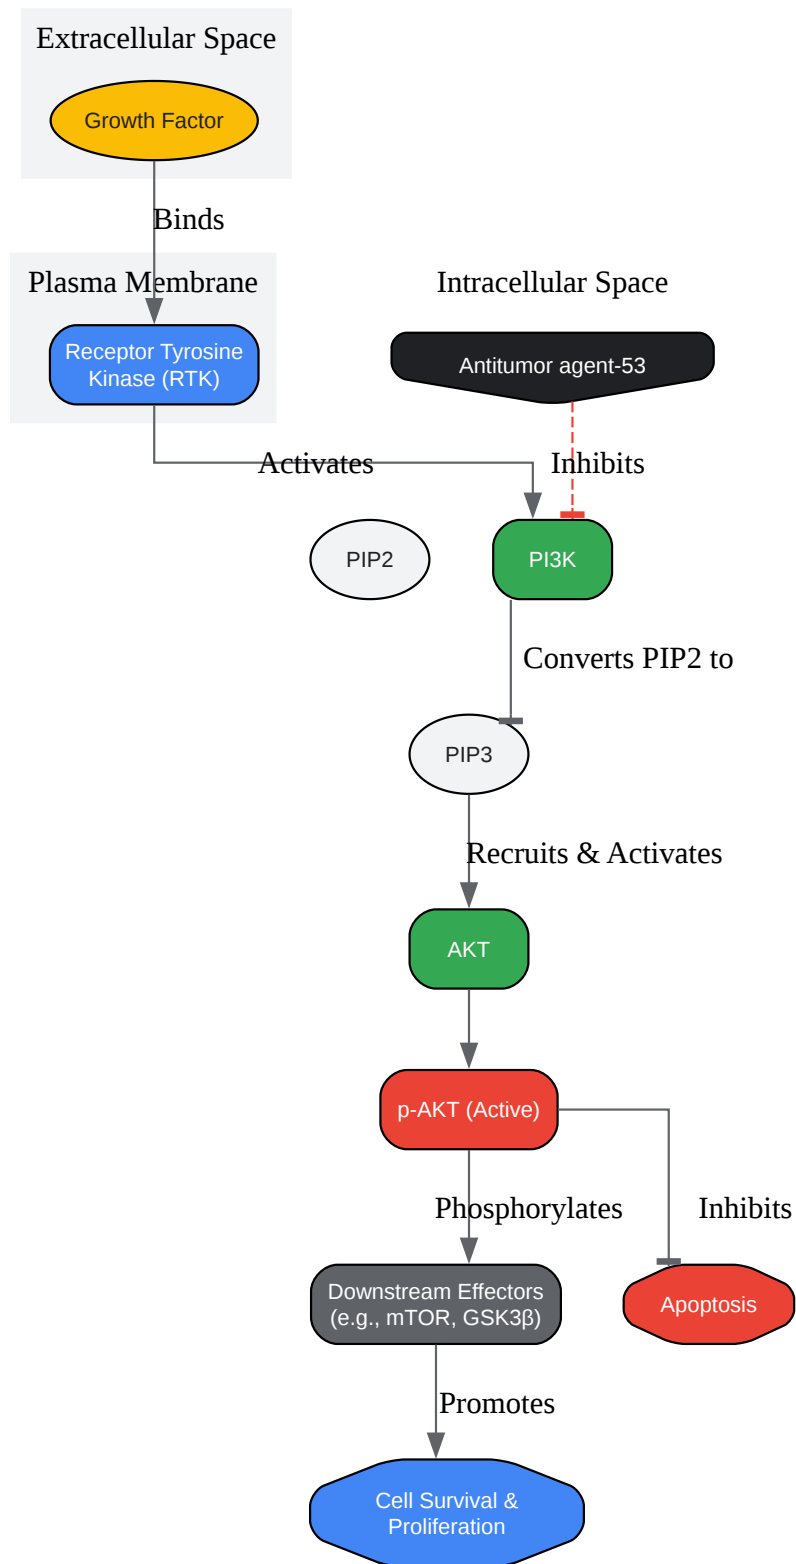 Extracellular Space
Growth Factor
Binds
Plasma Membrane
Intracellular Space
Receptor Tyrosine
Kinase (RTK)
Antitumor agent-53
Activates
Inhibits
PIP2
PI3K
Converts PIP2 to
PIP3
Recruits & Activates
AKT
p-AKT (Active)
Phosphorylates
Inhibits
Downstream Effectors
(e.g., mTOR, GSK3β)
Apoptosis
Promotes
Cell Survival &
Proliferation